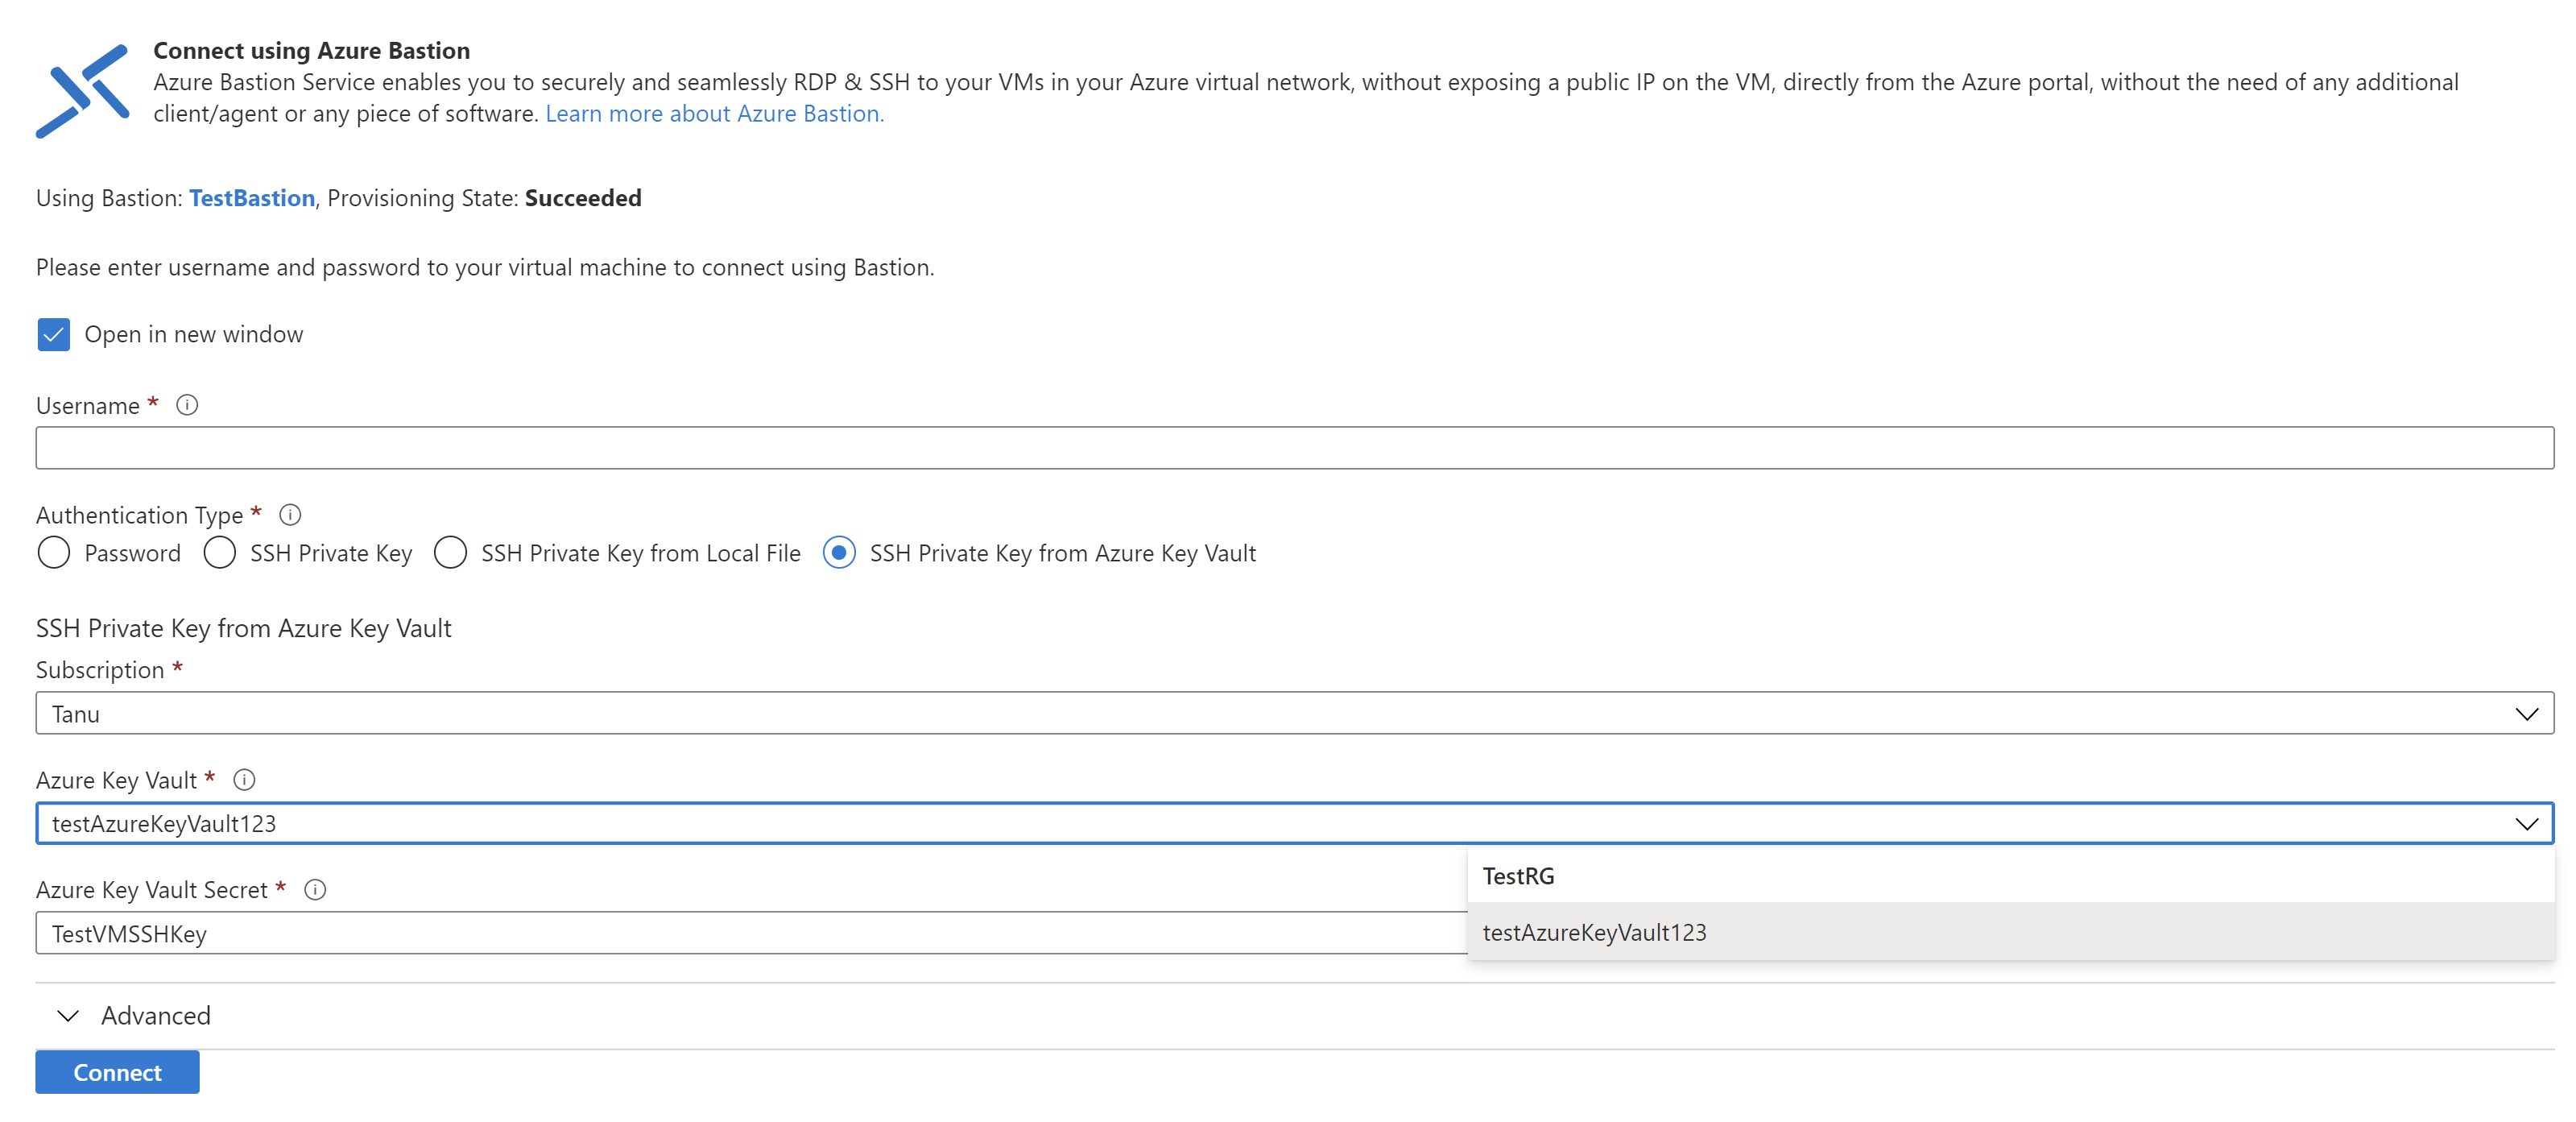 Connect using Azure Bastion
Azure Bastion Service enables you to securely and seamlessly RDP & SSH to your VMs in your Azure virtual network, without exposing a public IP on the VM, directly from the Azure portal, without the need of any additional
client/agent or any piece of software. Learn more about Azure Bastion.
Using Bastion: TestBastion, Provisioning State: Succeeded
Please enter username and password to your virtual machine to connect using Bastion.
Open in new window
Username *
Authentication Type *
Password SSH Private Key SSH Private Key from Local File SSH Private Key from Azure Key Vault
SSH Private Key from Azure Key Vault
Subscription *
Tanu
Azure Key Vault *
testAzureKeyVault123
TestRG
testAzureKeyVault123
Azure Key Vault Secret *
TestVMSSHKey
Advanced
Connect